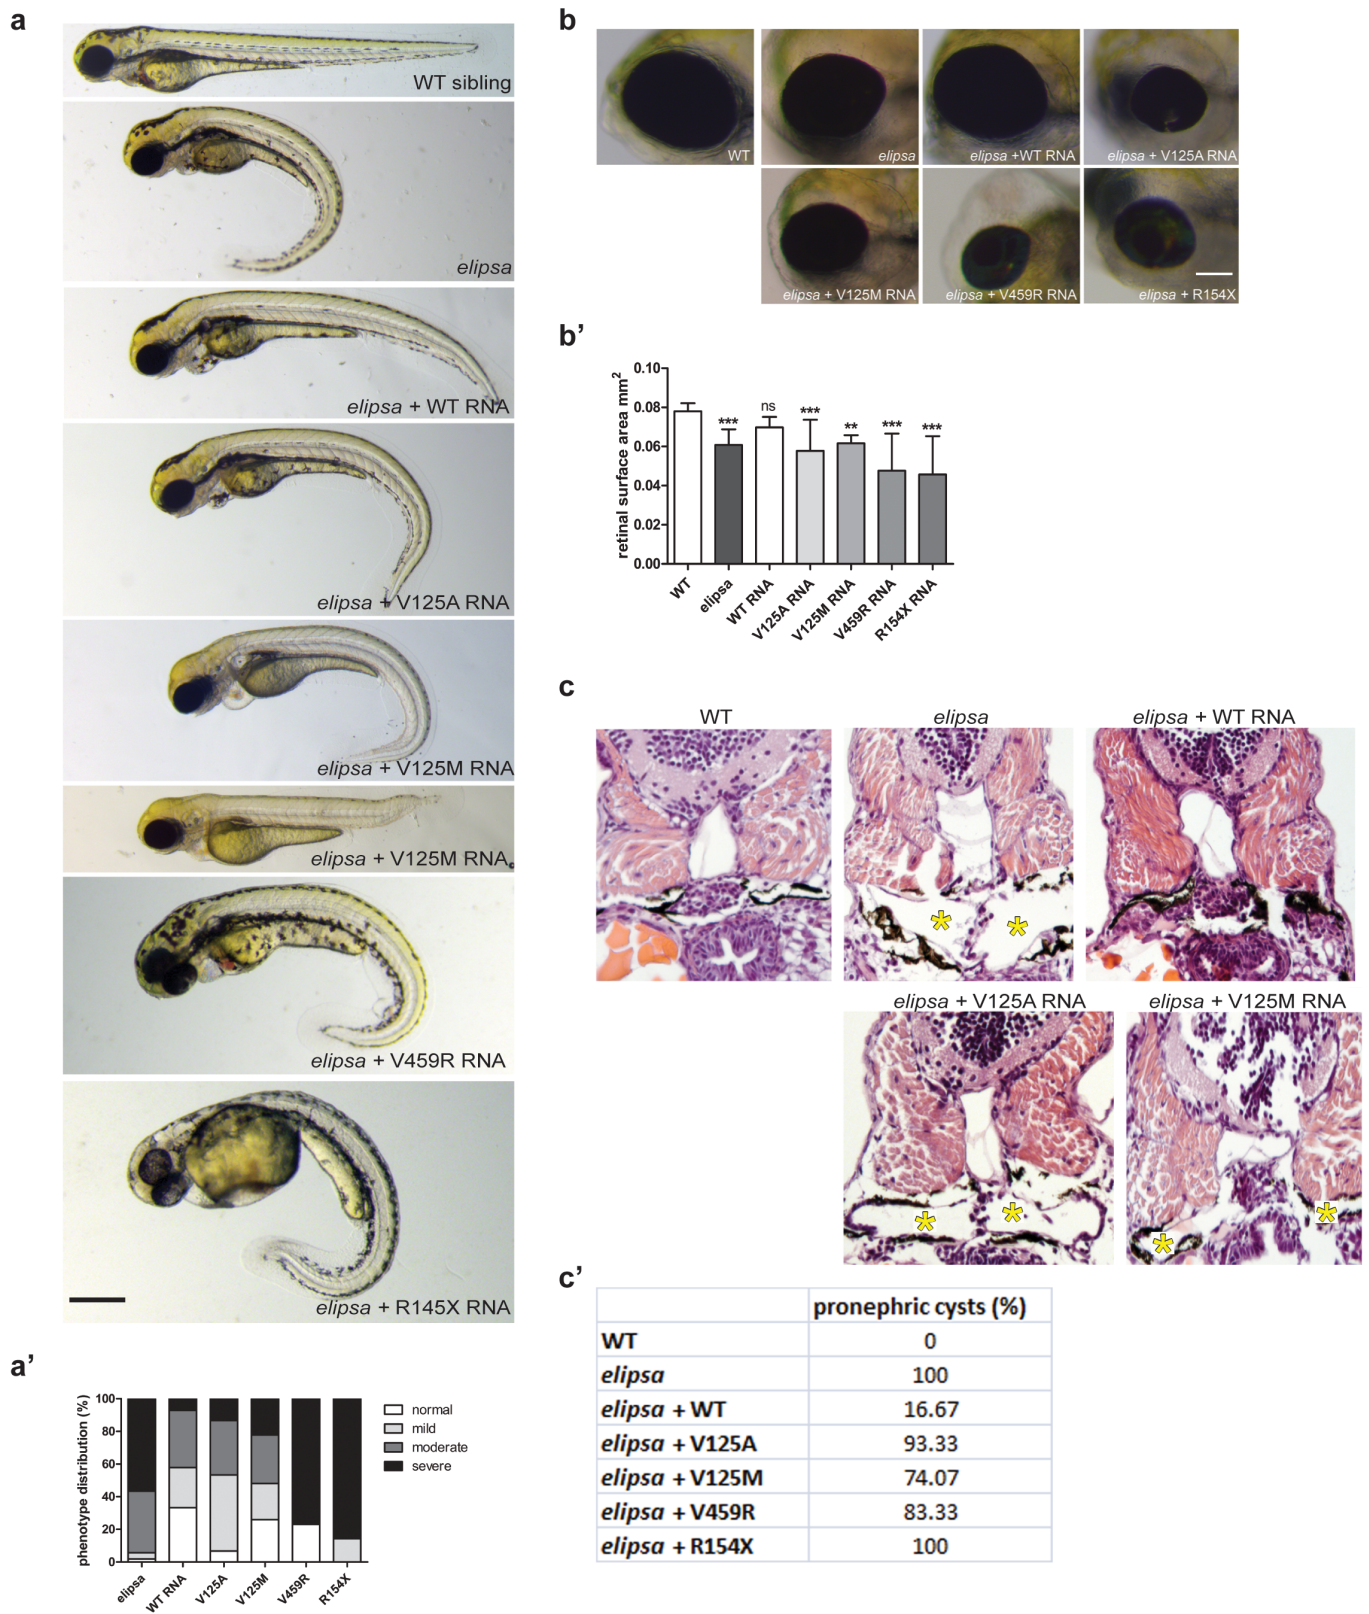 a
WT sibling
elipsa
elipsa + WT RNA
elipsa + V125A RNA
elipsa + V125M RNA
elipsa + V125M RNA
elipsa + V459R RNA
elipsa + R145X RNA
a'
phenotype distribution (%)
100
80
60
40
20
0
elipsa
WT RNA
V125A
V125M
V459R
R154X
normal
mild
moderate
severe
b
WT
elipsa
elipsa +WT RNA
elipsa + V125A RNA
elipsa + V125M RNA
elipsa + V459R RNA
elipsa + R154X
b'
retinal surface area mm2
0.10
0.08
0.06
0.04
0.02
0.00
***
ns
***
**
***
***
WT
elipsa
WT RNA
V125A RNA
V125M RNA
V459R RNA
R154X RNA
c
WT
elipsa
elipsa + WT RNA
* *
elipsa + V125A RNA
elipsa + V125M RNA
* *
* *
c'
pronephric cysts (%)
WT 0
elipsa 100
elipsa + WT 16.67
elipsa + V125A 93.33
elipsa + V125M 74.07
elipsa + V459R 83.33
elipsa + R154X 100